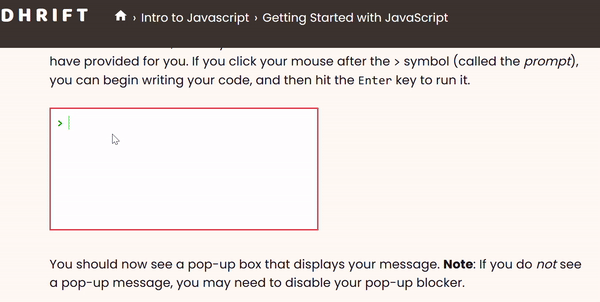 DHRIFT
› Intro to Javascript › Getting Started with JavaScript
have provided for you. If you click your mouse after the > symbol (called the prompt),
you can begin writing your code, and then hit the Enter key to run it.
>
You should now see a pop-up box that displays your message. Note: If you do not see
a pop-up message, you may need to disable your pop-up blocker.